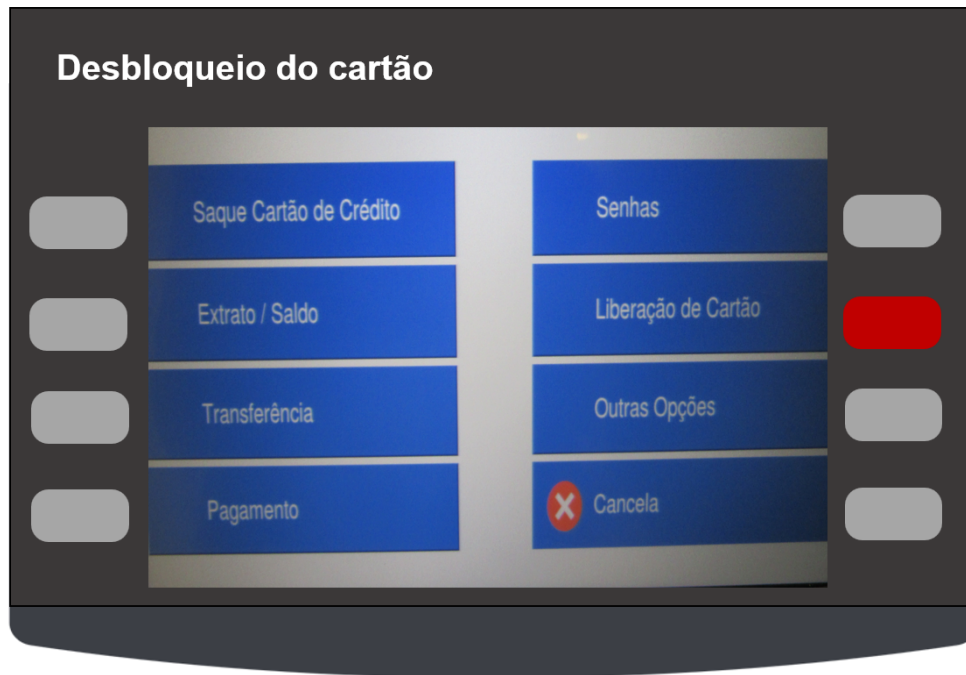 Desbloqueio do cartão
Saque Cartão de Crédito
Senhas
Extrato / Saldo
Liberação de Cartão
Transferência
Outras Opções
Pagamento
Cancela